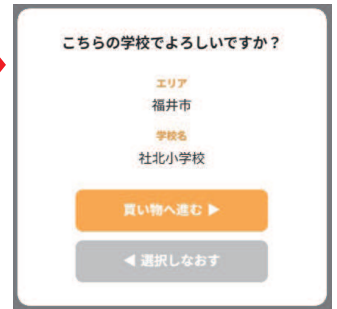 こちらの学校でよろしいですか？
エリア
福井市
学校名
社北小学校
買い物へ進む ▶
◀ 選択しなおす